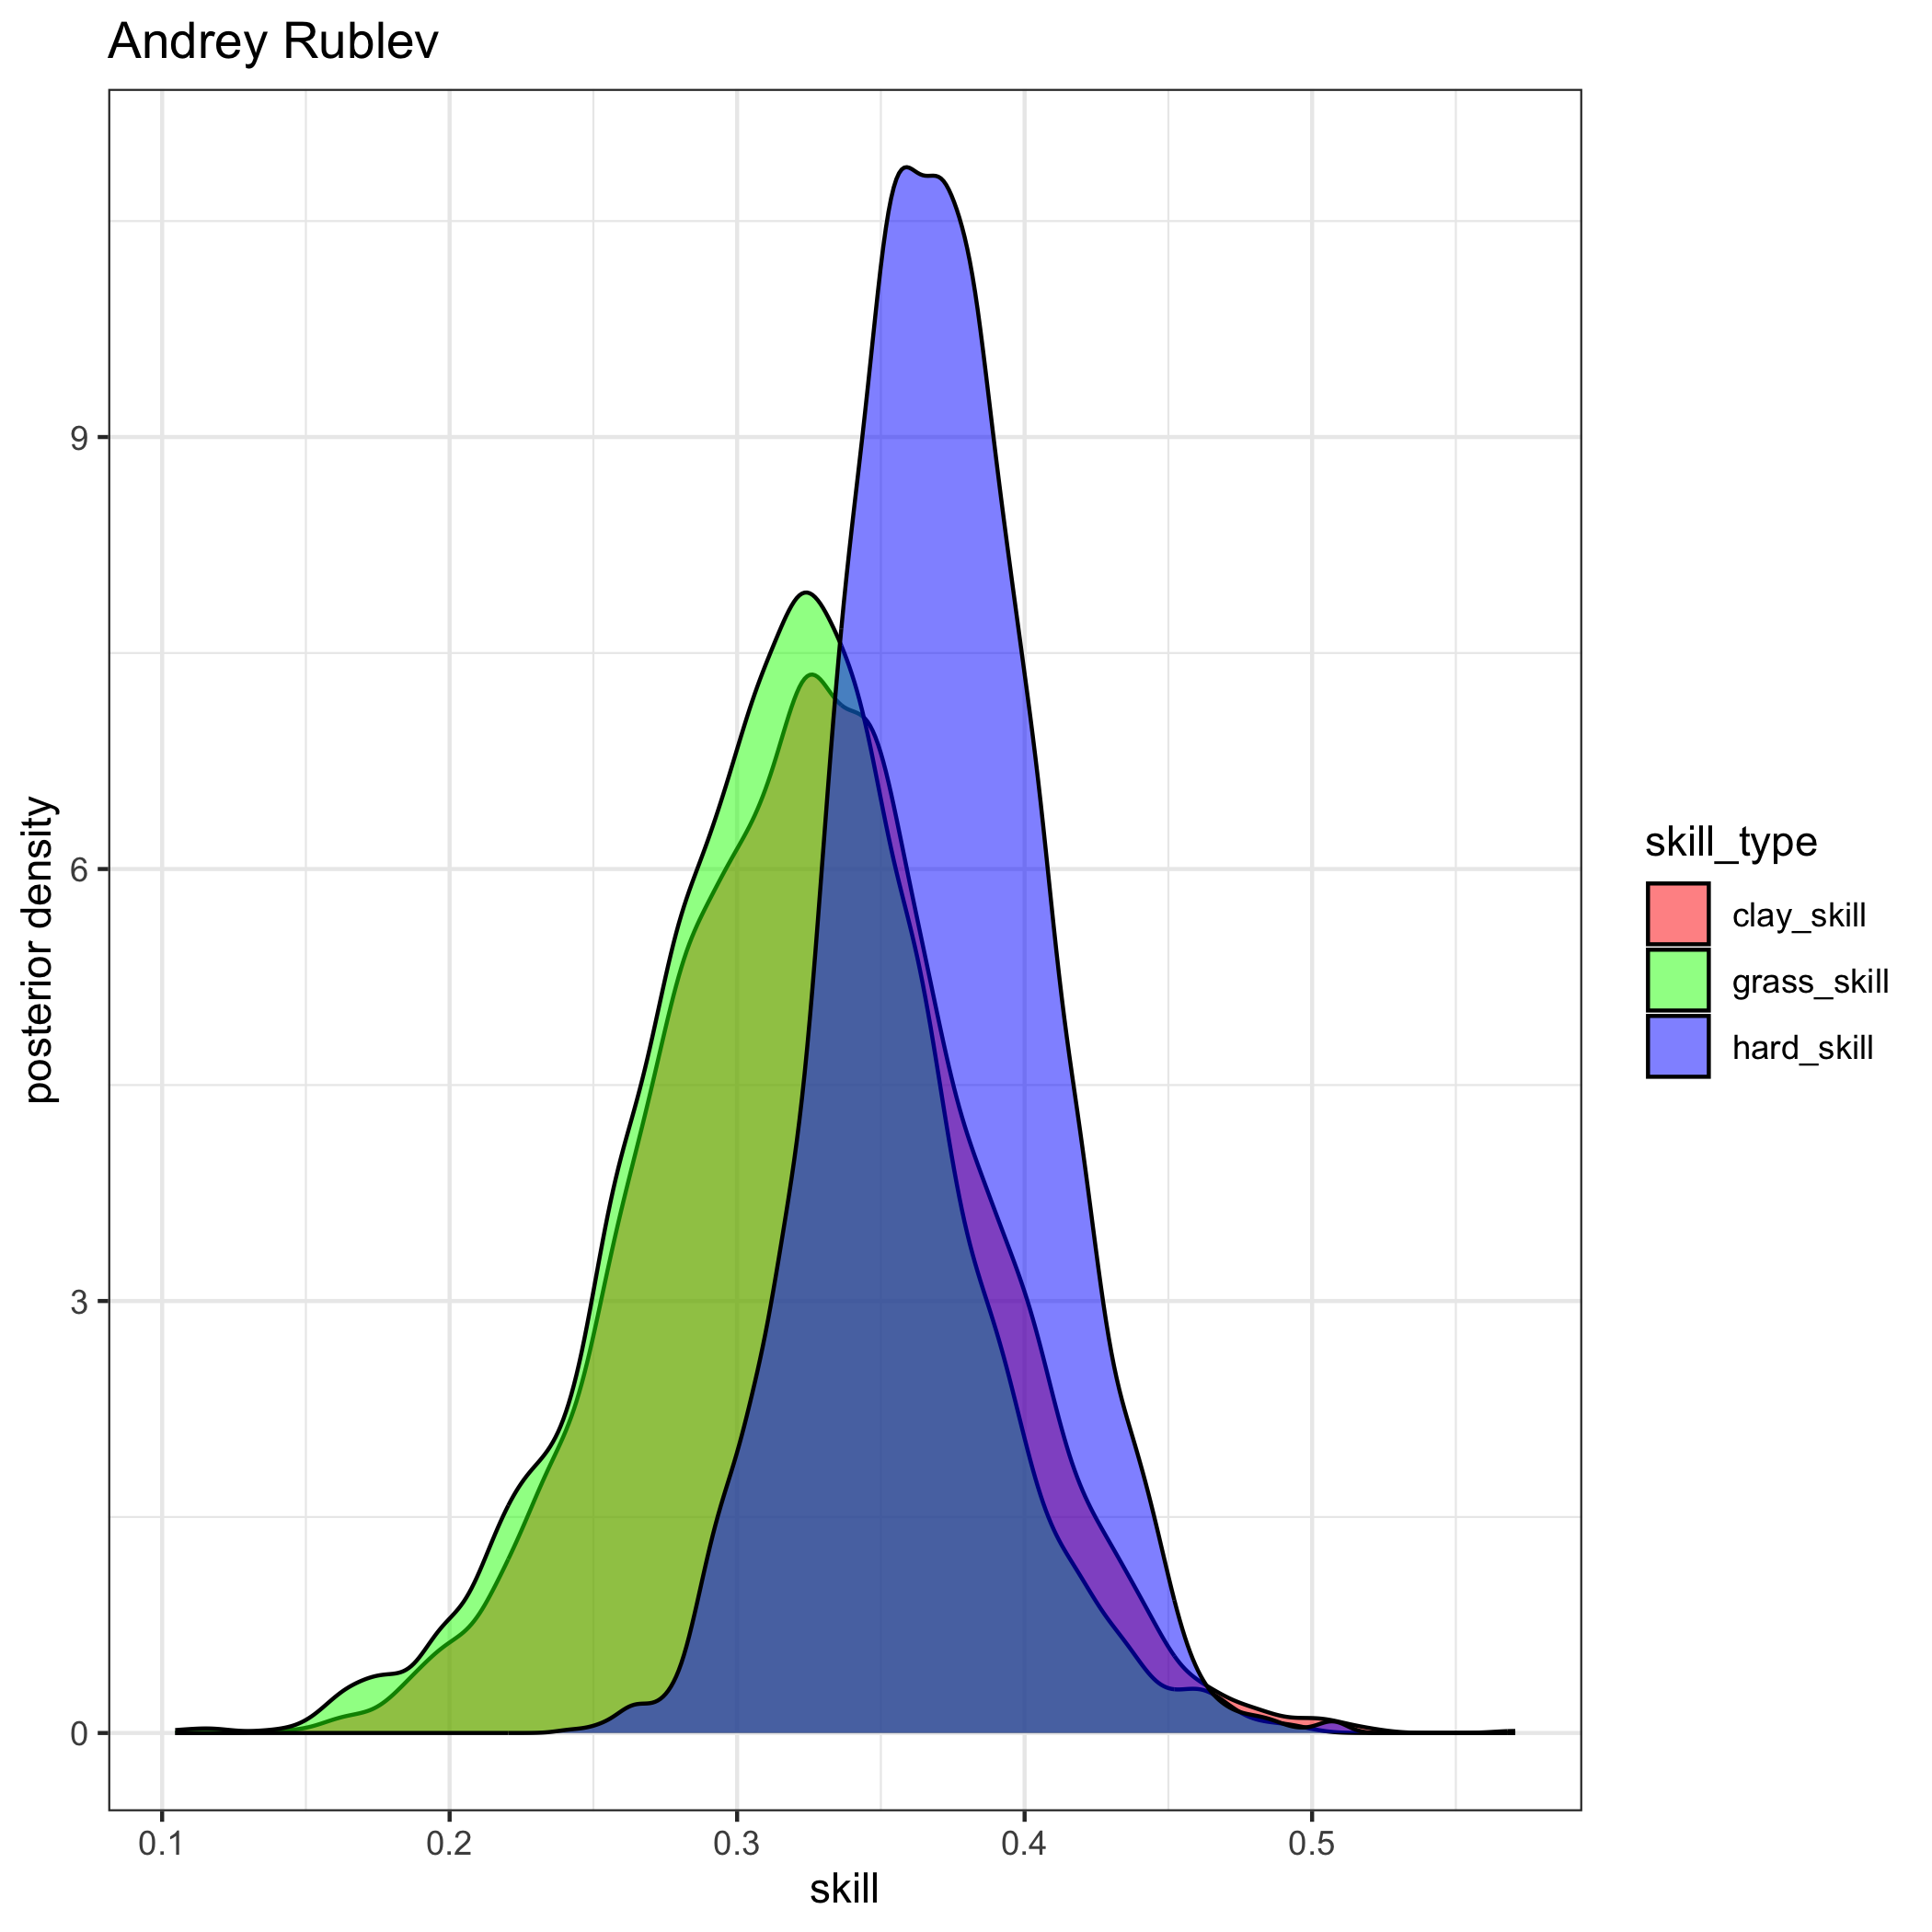 Andrey Rublev
9
6
3
0
posterior density
0.1 0.2 0.3 0.4 0.5
skill
skill_type
clay_skill
grass_skill
hard_skill